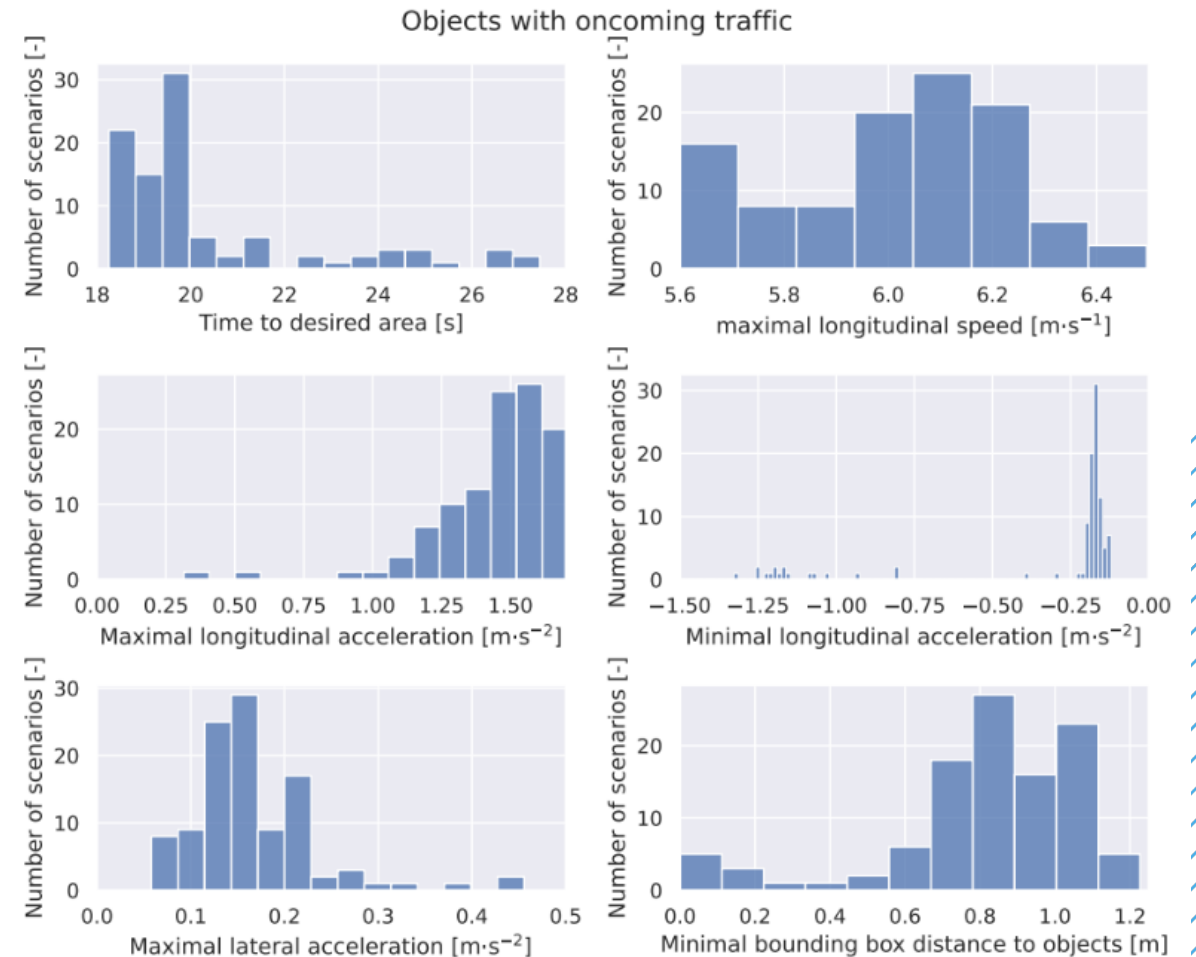 Objects with oncoming traffic
Number of scenarios [-]
30
20
10
0
18 20 22 24 26 28
Time to desired area [s]
Number of scenarios [-]
20
10
0
5.6 5.8 6.0 6.2 6.4
maximal longitudinal speed [m·s⁻¹]
Number of scenarios [-]
20
10
0
0.00 0.25 0.50 0.75 1.00 1.25 1.50
Maximal longitudinal acceleration [m·s⁻²]
Number of scenarios [-]
30
20
10
0
−1.50 −1.25 −1.00 −0.75 −0.50 −0.25 0.00
Minimal longitudinal acceleration [m·s⁻²]
Number of scenarios [-]
30
20
10
0
0.0 0.1 0.2 0.3 0.4 0.5
Maximal lateral acceleration [m·s⁻²]
Number of scenarios [-]
20
10
0
0.0 0.2 0.4 0.6 0.8 1.0 1.2
Minimal bounding box distance to objects [m]